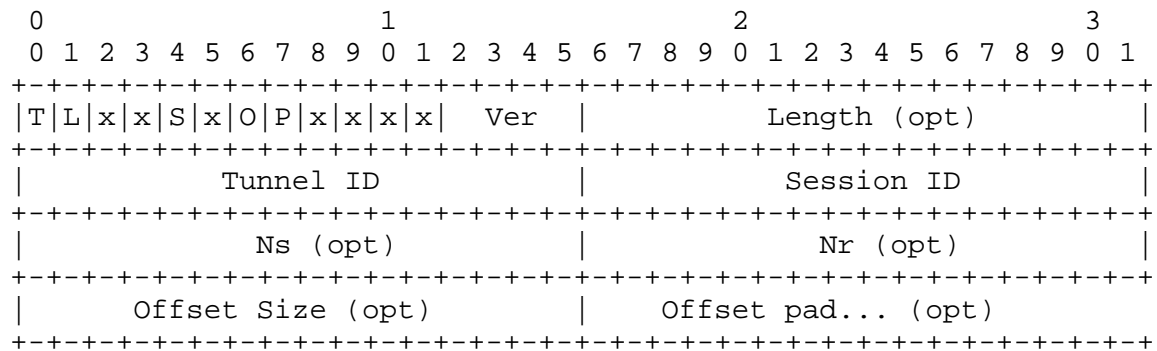 0                   1                   2                   3
 0 1 2 3 4 5 6 7 8 9 0 1 2 3 4 5 6 7 8 9 0 1 2 3 4 5 6 7 8 9 0 1
+-+-+-+-+-+-+-+-+-+-+-+-+-+-+-+-+-+-+-+-+-+-+-+-+-+-+-+-+-+-+-+-+
|T|L|x|x|S|x|O|P|x|x|x|x|  Ver  |          Length (opt)         |
+-+-+-+-+-+-+-+-+-+-+-+-+-+-+-+-+-+-+-+-+-+-+-+-+-+-+-+-+-+-+-+-+
|           Tunnel ID           |           Session ID          |
+-+-+-+-+-+-+-+-+-+-+-+-+-+-+-+-+-+-+-+-+-+-+-+-+-+-+-+-+-+-+-+-+
|             Ns (opt)          |             Nr (opt)          |
+-+-+-+-+-+-+-+-+-+-+-+-+-+-+-+-+-+-+-+-+-+-+-+-+-+-+-+-+-+-+-+-+
|      Offset Size (opt)        |    Offset pad... (opt)
+-+-+-+-+-+-+-+-+-+-+-+-+-+-+-+-+-+-+-+-+-+-+-+-+-+-+-+-+-+-+-+-+